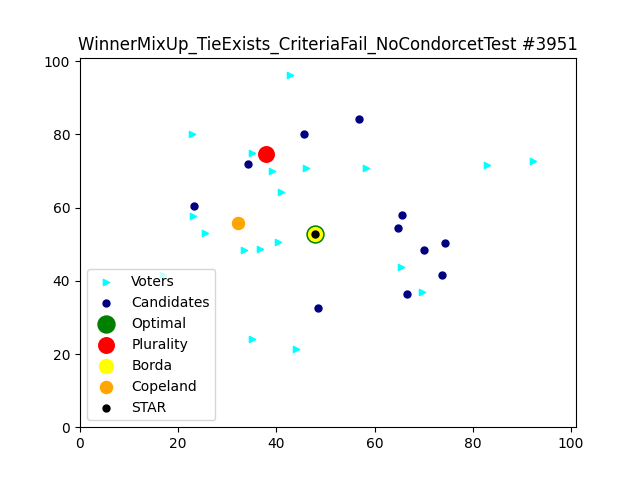 WinnerMixUp_TieExists_CriteriaFail_NoCondorcetTest #3951
100
80
60
40
20
0
Voters
Candidates
Optimal
Plurality
Borda
Copeland
STAR
0 20 40 60 80 100